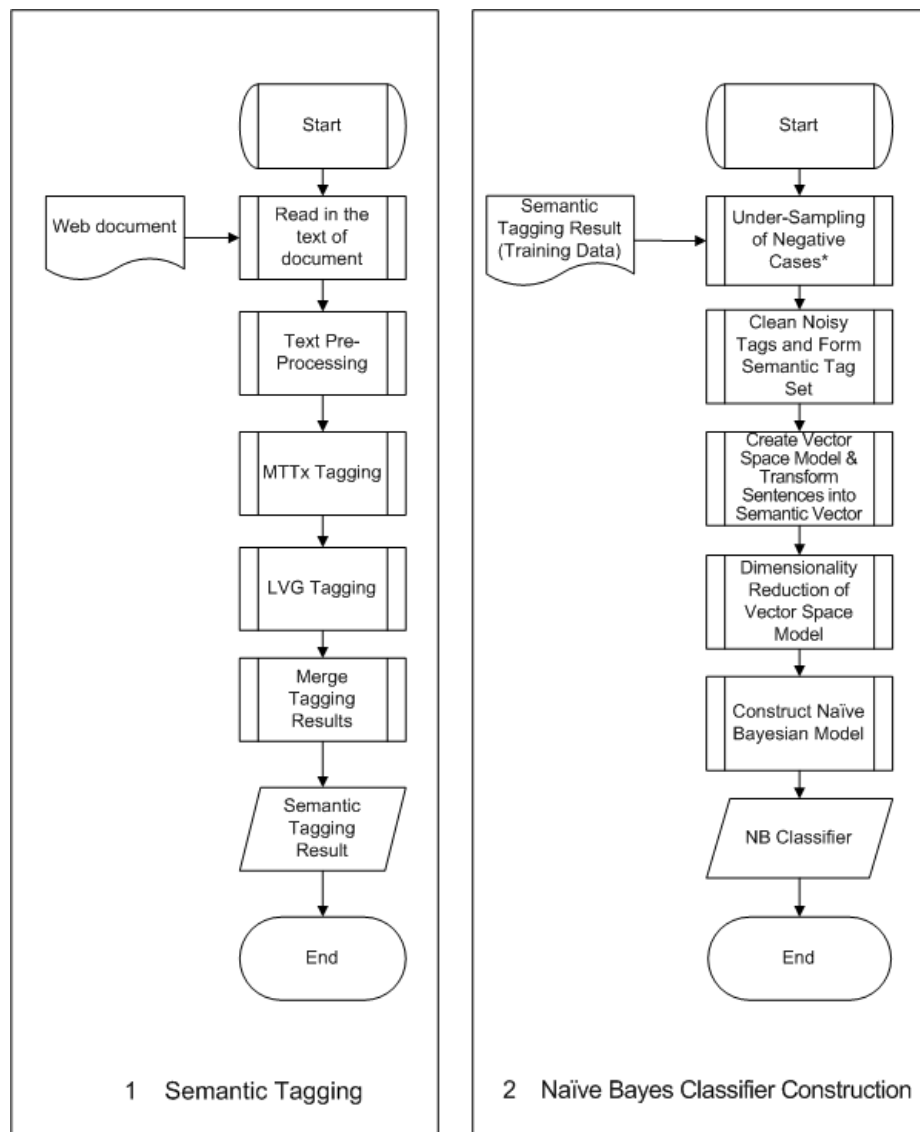 Start
Web document
Read in the
text of
document
Text Pre-
Processing
MTTx Tagging
LVG Tagging
Merge
Tagging
Results
Semantic
Tagging
Result
End
1 Semantic Tagging
Start
Semantic
Tagging Result
(Training Data)
Under-Sampling
of Negative
Cases*
Clean Noisy
Tags and Form
Semantic Tag
Set
Create Vector
Space Model &
Transform
Sentences into
Semantic Vector
Dimensionality
Reduction of
Vector Space
Model
Construct Naïve
Bayesian Model
NB Classifier
End
2 Naïve Bayes Classifier Construction